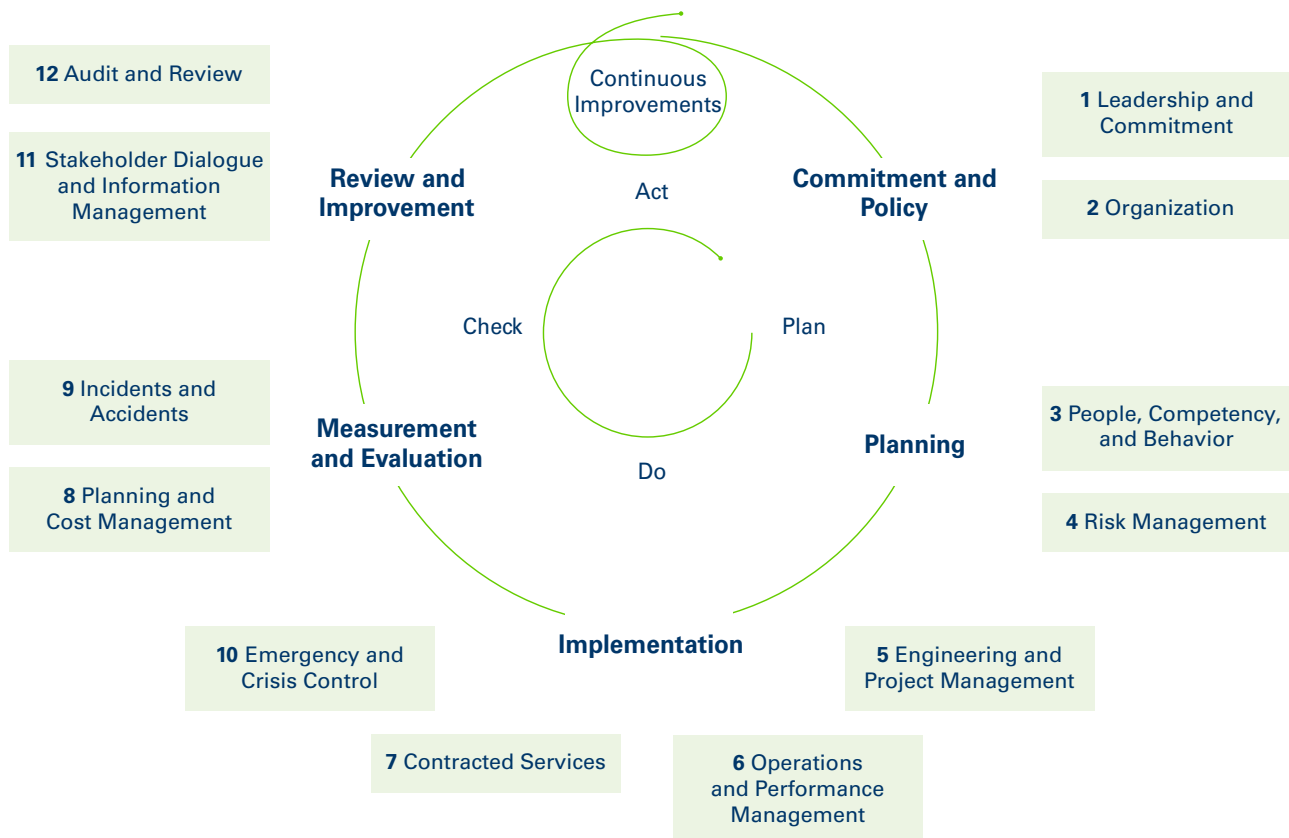 Continuous
Improvements
12 Audit and Review
1 Leadership and
Commitment
11 Stakeholder Dialogue
and Information
Management
Review and
Improvement
Act
Commitment and
Policy
2 Organization
Check
Plan
9 Incidents and
Accidents
Measurement
and Evaluation
Do
Planning
3 People, Competency,
and Behavior
8 Planning and
Cost Management
4 Risk Management
Implementation
10 Emergency and
Crisis Control
5 Engineering and
Project Management
7 Contracted Services
6 Operations
and Performance
Management